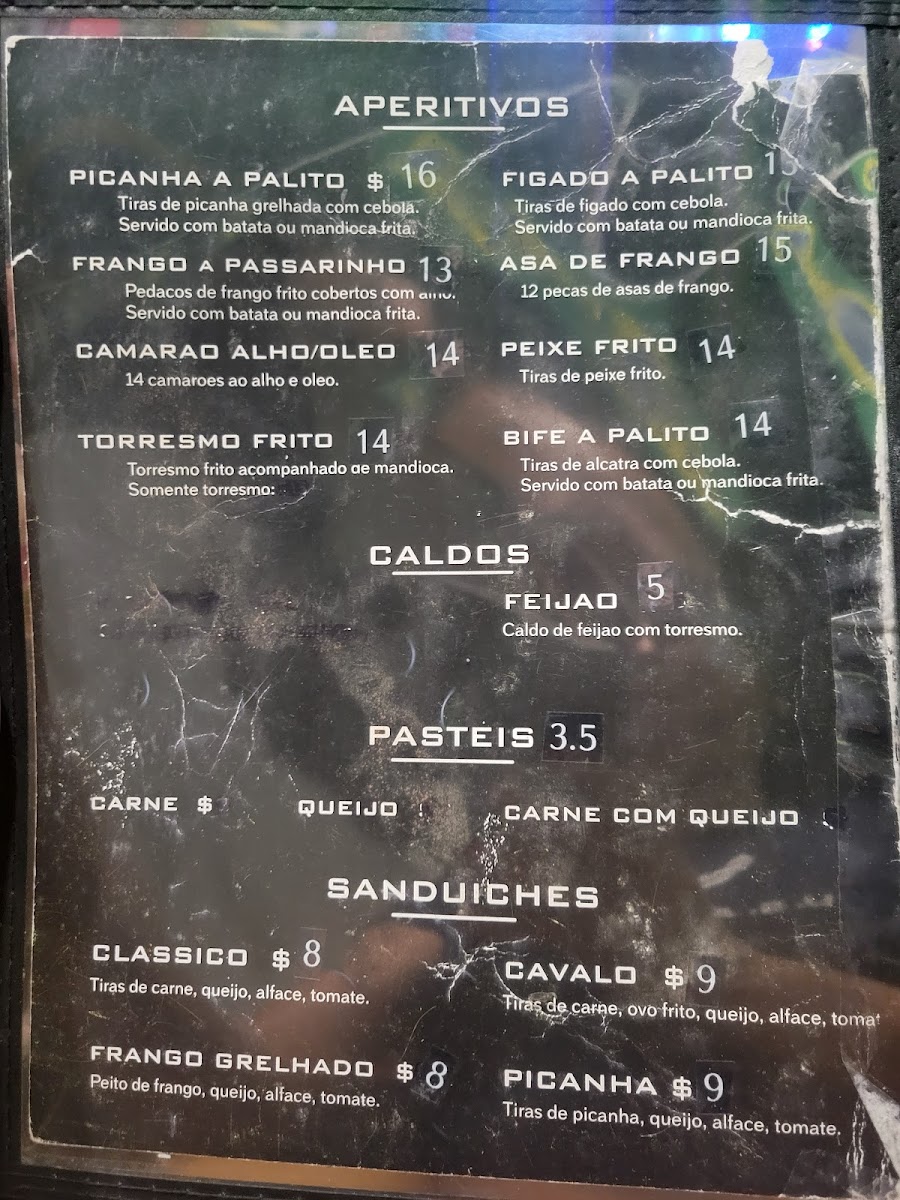 APERITIVOS
PICANHA A PALITO $ 16
Tiras de picanha grelhada com cebola.
Servido com batata ou mandioca frita.
FIGADO A PALITO
Tiras de figado com cebola.
Servido com batata ou mandioca frita.
FRANGO A PASSARINHO 13
Pedacos de frango frito cobertos com alho.
Servido com batata ou mandioca frita.
ASA DE FRANGO 15
12 pecas de asas de frango.
CAMARAO ALHO/OLEO 14
14 camaroes ao alho e oleo.
PEIXE FRITO 14
Tiras de peixe frito.
TORRESMO FRITO 14
Torresmo frito acompanhado de mandioca.
Somente torresmo:
BIFE A PALITO 14
Tiras de alcatra com cebola.
Servido com batata ou mandioca frita.
CALDOS
FEIJAO 5
Caldo de feijao com torresmo.
PASTEIS 3.5
CARNE $
QUEIJO
CARNE COM QUEIJO
SANDUICHES
CLASSICO $ 8
Tiras de carne, queijo, alface, tomate.
CAVALO $ 9
Tiras de carne, ovo frito, queijo, alface, tomat
FRANGO GRELHADO $ 8
Peito de frango, queijo, alface, tomate.
PICANHA $ 9
Tiras de picanha, queijo, alface, tomate.